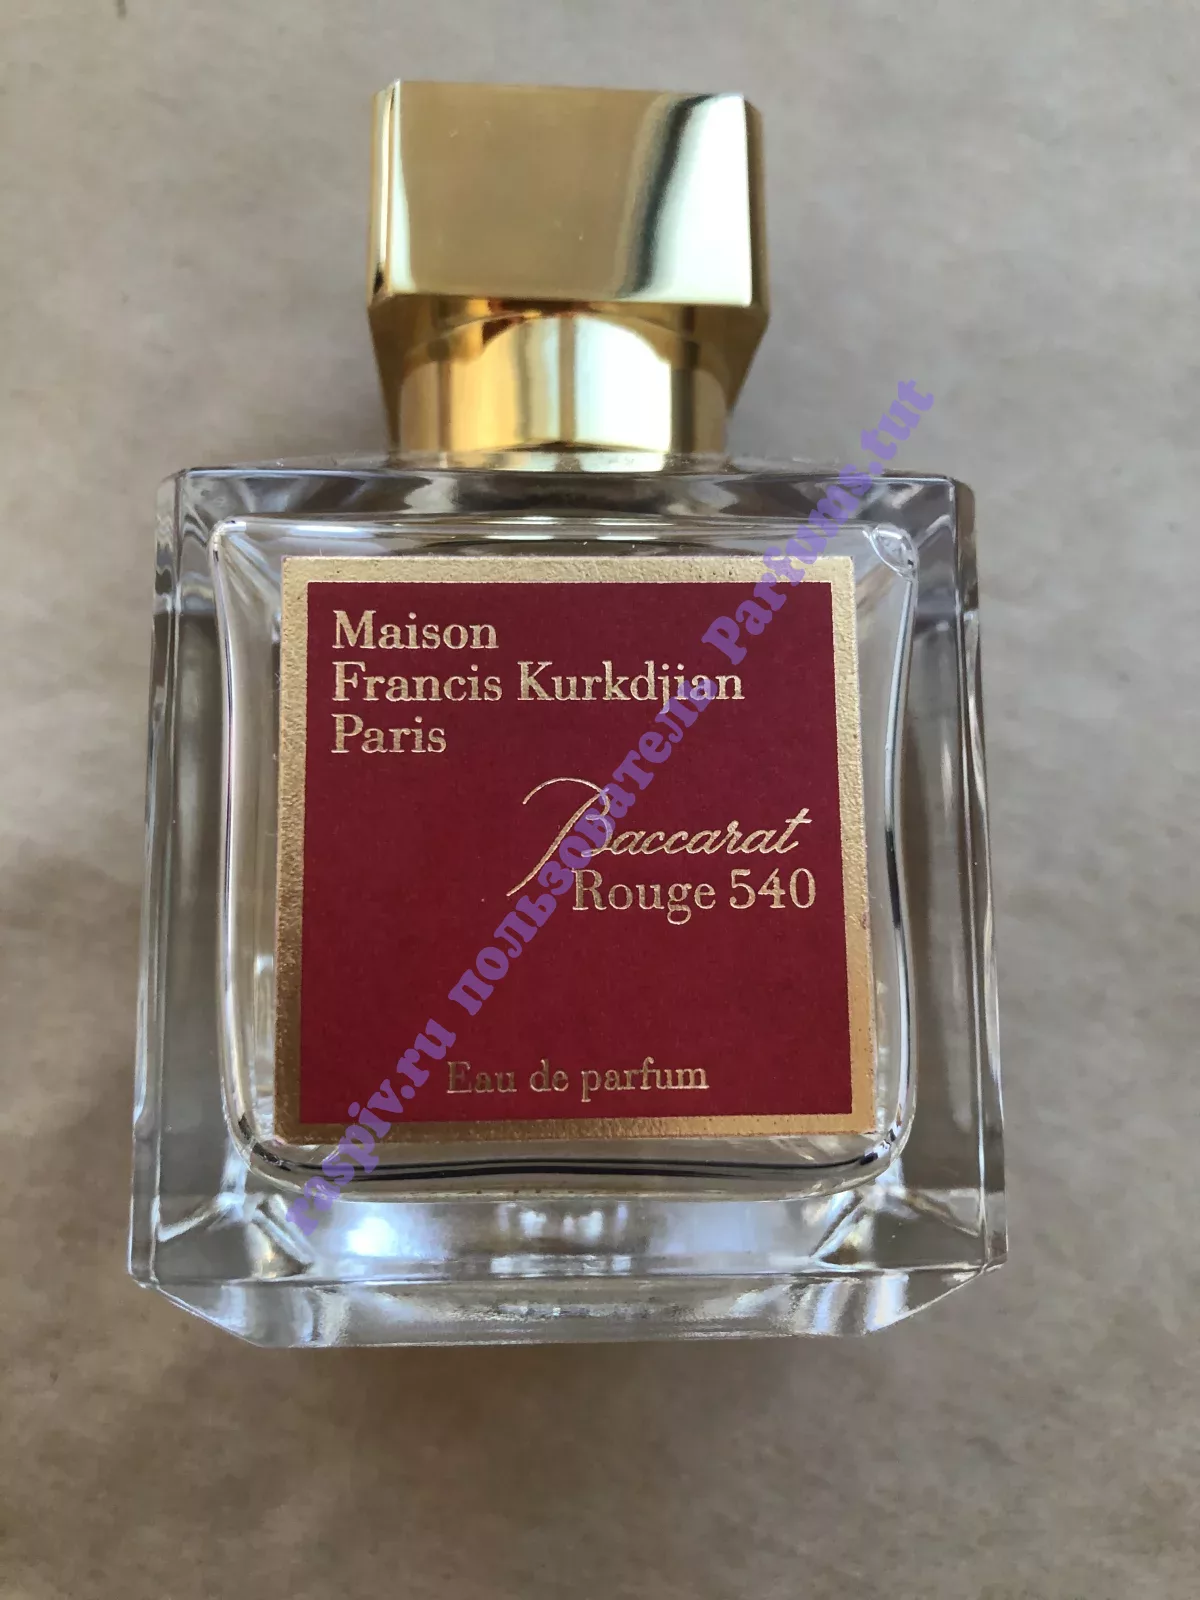 Maison
Francis Kurkdjian
Paris
Baccarat
Rouge 540
Eau de parfum
raspiv.ru пользователь Parfums.tut